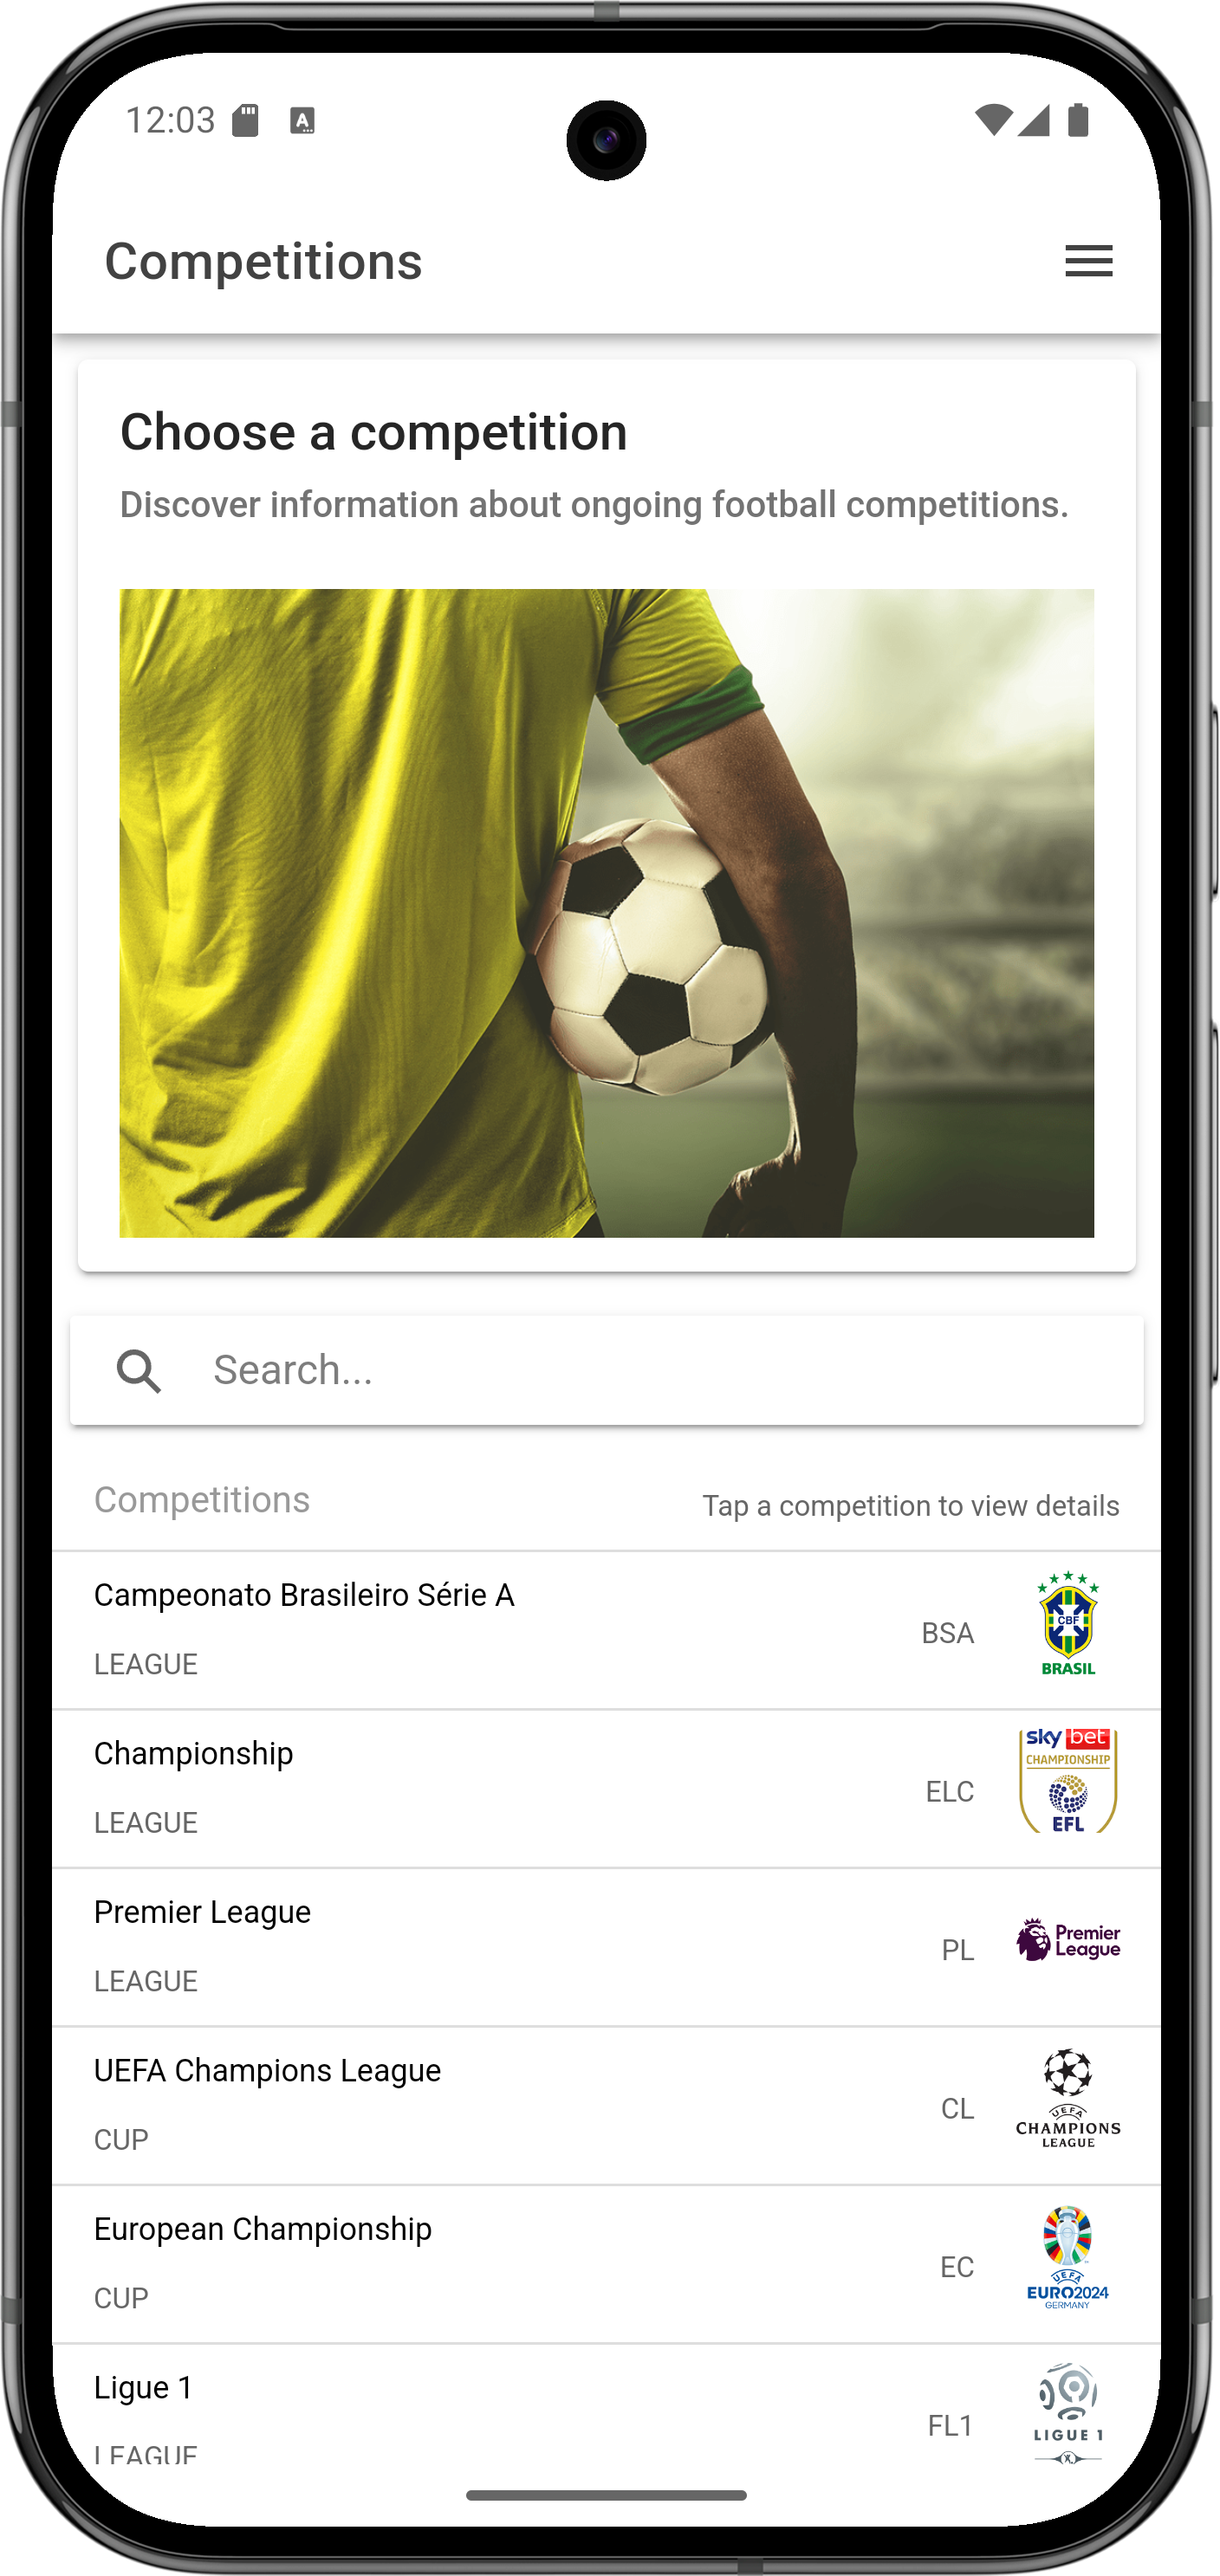 12:03
Competitions
Choose a competition
Discover information about ongoing football competitions.
Search...
Competitions
Tap a competition to view details
Campeonato Brasileiro Série A
LEAGUE
BSA
CBF
BRASIL
Championship
LEAGUE
ELC
sky bet
CHAMPIONSHIP
EFL
Premier League
LEAGUE
PL
Premier
League
UEFA Champions League
CUP
CL
UEFA
CHAMPIONS
LEAGUE
European Championship
CUP
EC
UEFA
EURO2024
GERMANY
Ligue 1
LEAGUE
FL1
LIGUE 1